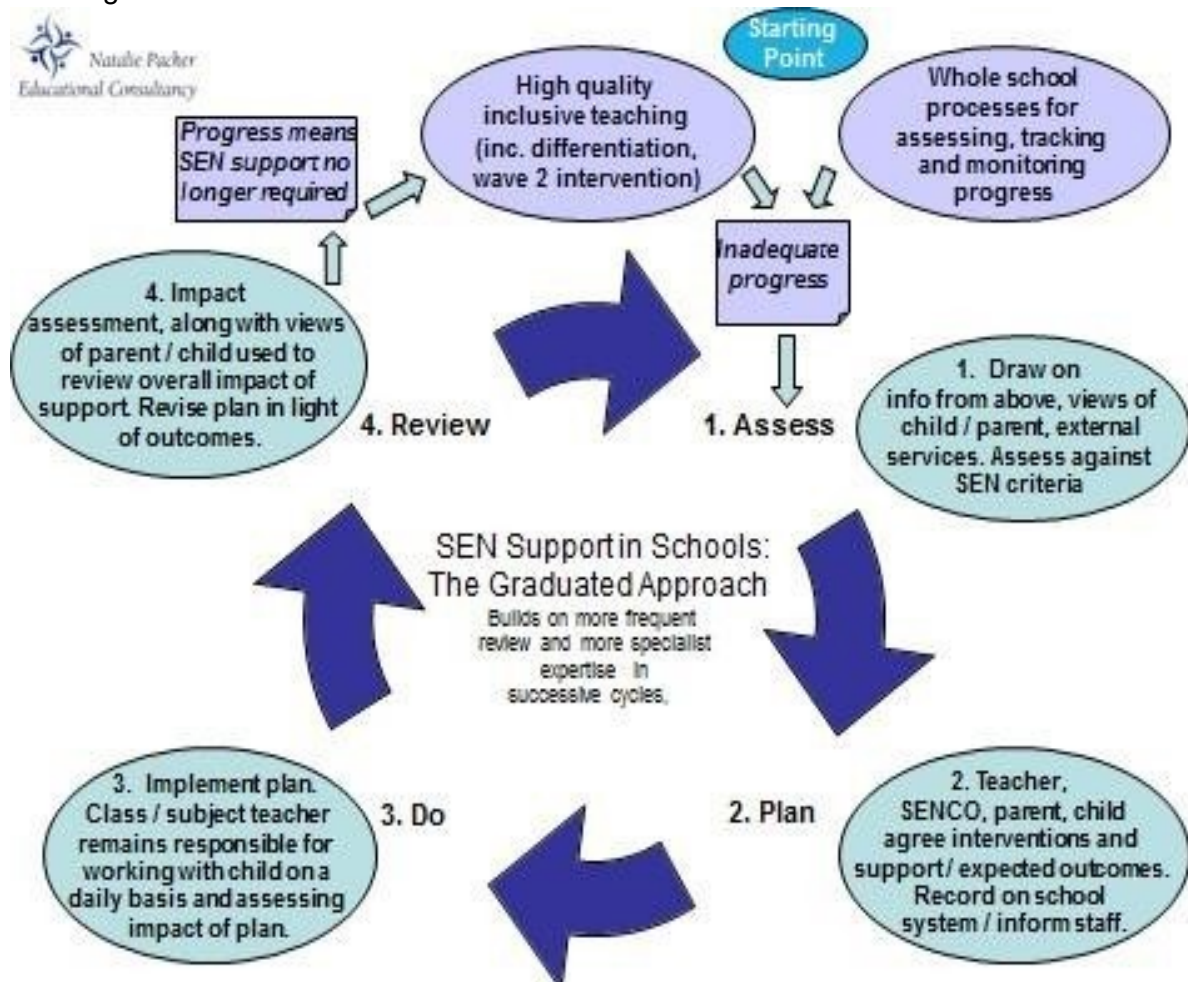 Natalie Packer
Educational Consultancy
Starting
Point
High quality
inclusive teaching
(inc. differentiation,
wave 2 intervention)
Whole school
processes for
assessing, tracking
and monitoring
progress
Progress means
SEN support no
longer required
Inadequate
progress
4. Impact
assessment, along with views
of parent / child used to
review overall impact of
support. Revise plan in light
of outcomes.
4. Review
1. Assess
1. Draw on
info from above, views of
child / parent, external
services. Assess against
SEN criteria
SEN Support in Schools:
The Graduated Approach
Builds on more frequent
review and more specialist
expertise in
successive cycles,
3. Implement plan.
Class / subject teacher
remains responsible for
working with child on a
daily basis and assessing
impact of plan.
3. Do
2. Plan
2. Teacher,
SENCO, parent, child
agree interventions and
support / expected outcomes.
Record on school
system / inform staff.